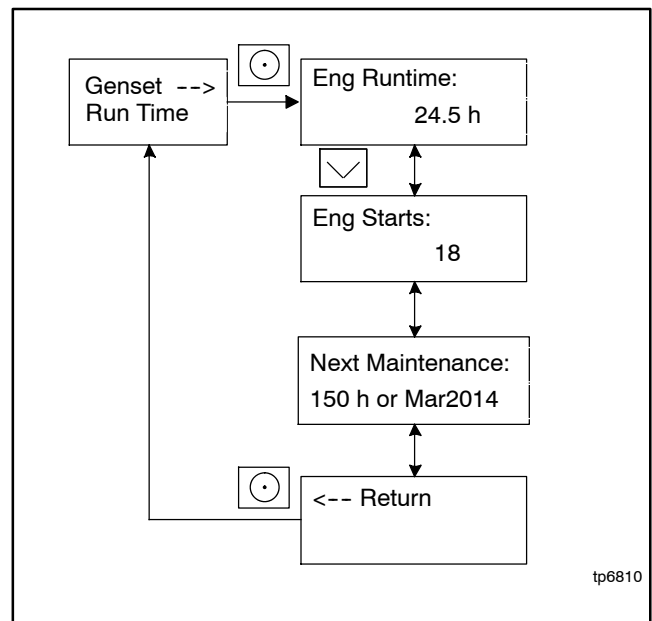 Genset -->
Run Time
Eng Runtime:
24.5 h
Eng Starts:
18
Next Maintenance:
150 h or Mar2014
<-- Return
tp6810